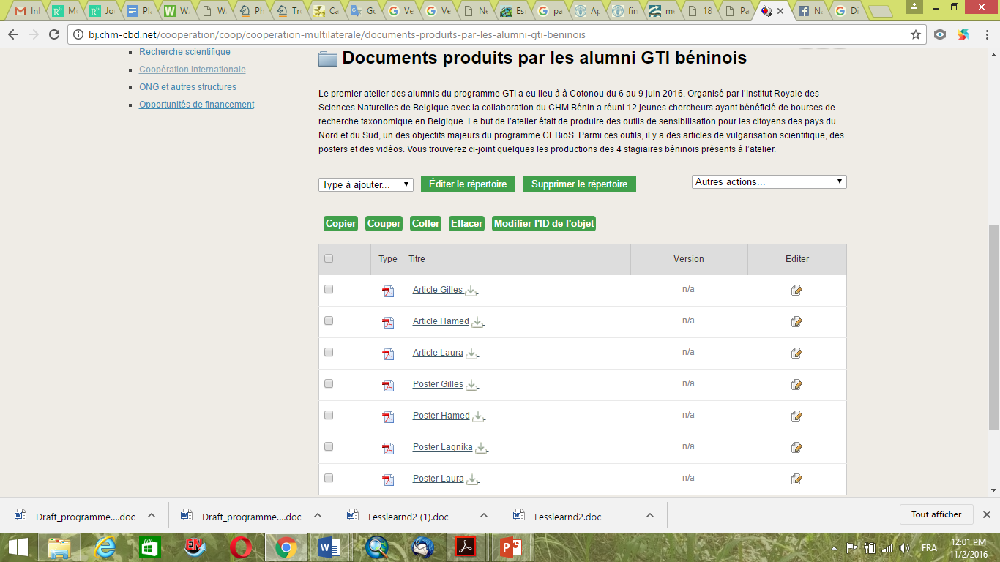 Inl
Mi
Jou
Pla
W
W
Ph
Tro
Ca
Go
Ve
Ve
Ne
Es
pa
Ap
fin
me
18
Pa
Na
Di
bj.chm-cbd.net/cooperation/coop/cooperation-multilaterale/documents-produits-par-les-alumni-gti-beninois
Recherche scientifique
Coopération internationale
ONG et autres structures
Opportunités de financement
Documents produits par les alumni GTI béninois
Le premier atelier des alumnis du programme GTI a eu lieu à à Cotonou du 6 au 9 juin 2016. Organisé par l'Institut Royale des
Sciences Naturelles de Belgique avec la collaboration du CHM Bénin a réuni 12 jeunes chercheurs ayant bénéficié de bourses de
recherche taxonomique en Belgique. Le but de l'atelier était de produire des outils de sensibilisation pour les citoyens des pays du
Nord et du Sud, un des objectifs majeurs du programme CEBioS. Parmi ces outils, il y a des articles de vulgarisation scientifique, des
posters et des vidéos. Vous trouverez ci-joint quelques les productions des 4 stagiaires béninois présents à l'atelier.
Type à ajouter... Éditer le répertoire Supprimer le répertoire Autres actions...
Copier Couper Coller Effacer Modifier l'ID de l'objet
Type Titre Version Editer
Article Gilles n/a
Article Hamed n/a
Article Laura n/a
Poster Gilles n/a
Poster Hamed n/a
Poster Lagnika n/a
Poster Laura n/a
Draft_programme....doc Draft_programme....doc Lesslearnd2 (1).doc Lesslearnd2.doc Tout afficher
FRA
12:01 PM
11/2/2016